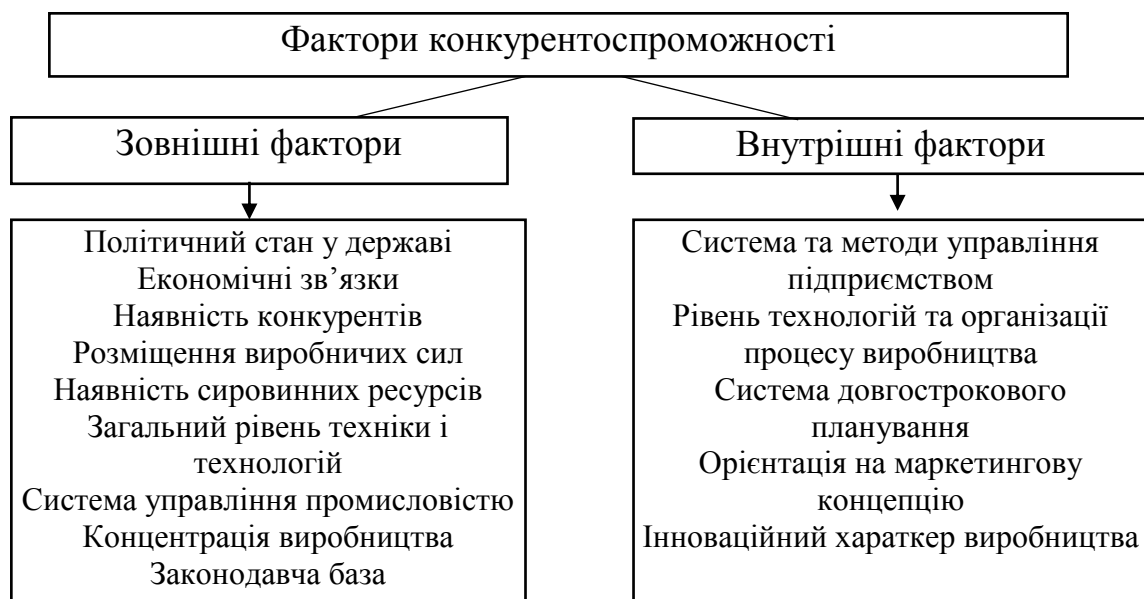 Фактори конкурентоспроможності
Зовнішні фактори
Політичний стан у державі
Економічні зв’язки
Наявність конкурентів
Розміщення виробничих сил
Наявність сировинних ресурсів
Загальний рівень техніки і
технологій
Система управління промисловістю
Концентрація виробництва
Законодавча база
Внутрішні фактори
Система та методи управління
підприємством
Рівень технологій та організації
процесу виробництва
Система довгострокового
планування
Орієнтація на маркетингову
концепцію
Інноваційний хараткер виробництва